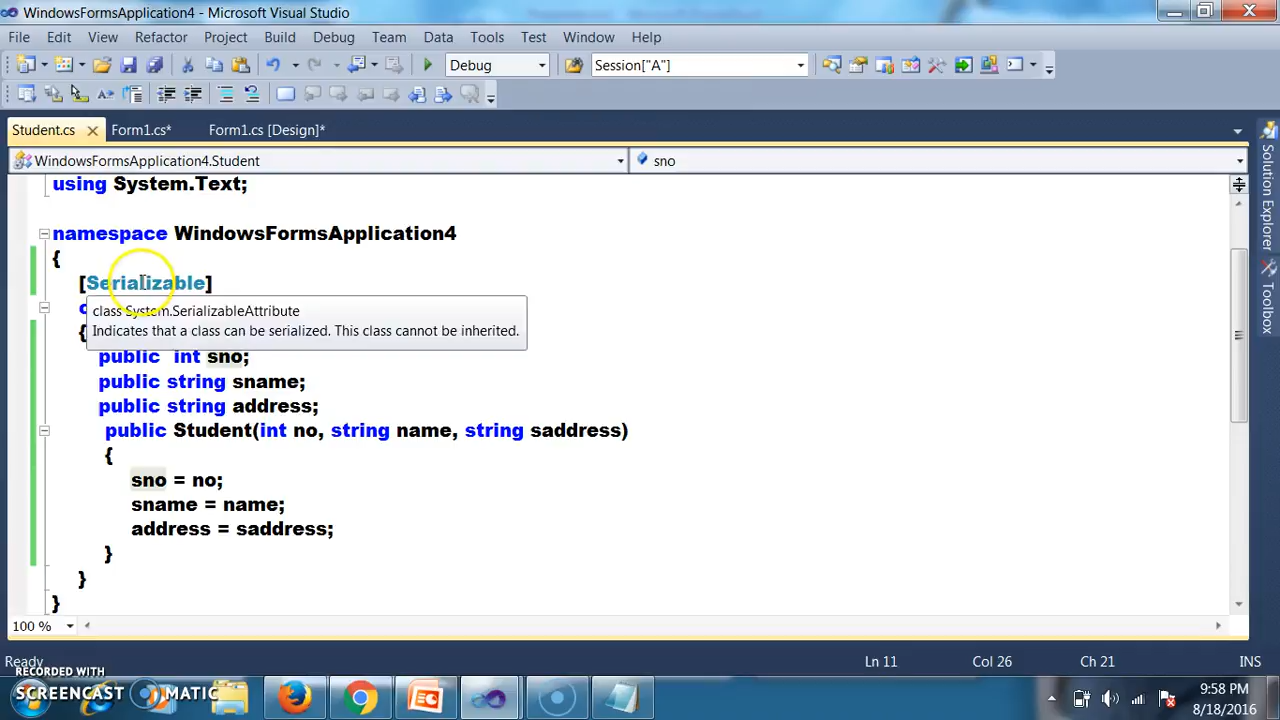 WindowsFormsApplication4 - Microsoft Visual Studio
File Edit View Refactor Project Build Debug Team Data Tools Test Window Help
Debug Session["A"]
Student.cs Form1.cs* Form1.cs [Design]*
WindowsFormsApplication4.Student sno
using System.Text;
namespace WindowsFormsApplication4
{
[Serializable]
class System.SerializableAttribute
Indicates that a class can be serialized. This class cannot be inherited.
{
public int sno;
public string sname;
public string address;
public Student(int no, string name, string saddress)
{
sno = no;
sname = name;
address = saddress;
}
}
}
Solution Explorer
Toolbox
100 %
Ready Ln 11 Col 26 Ch 21 INS
RECORDED WITH
SCREENCAST MATIC
9:58 PM
8/18/2016